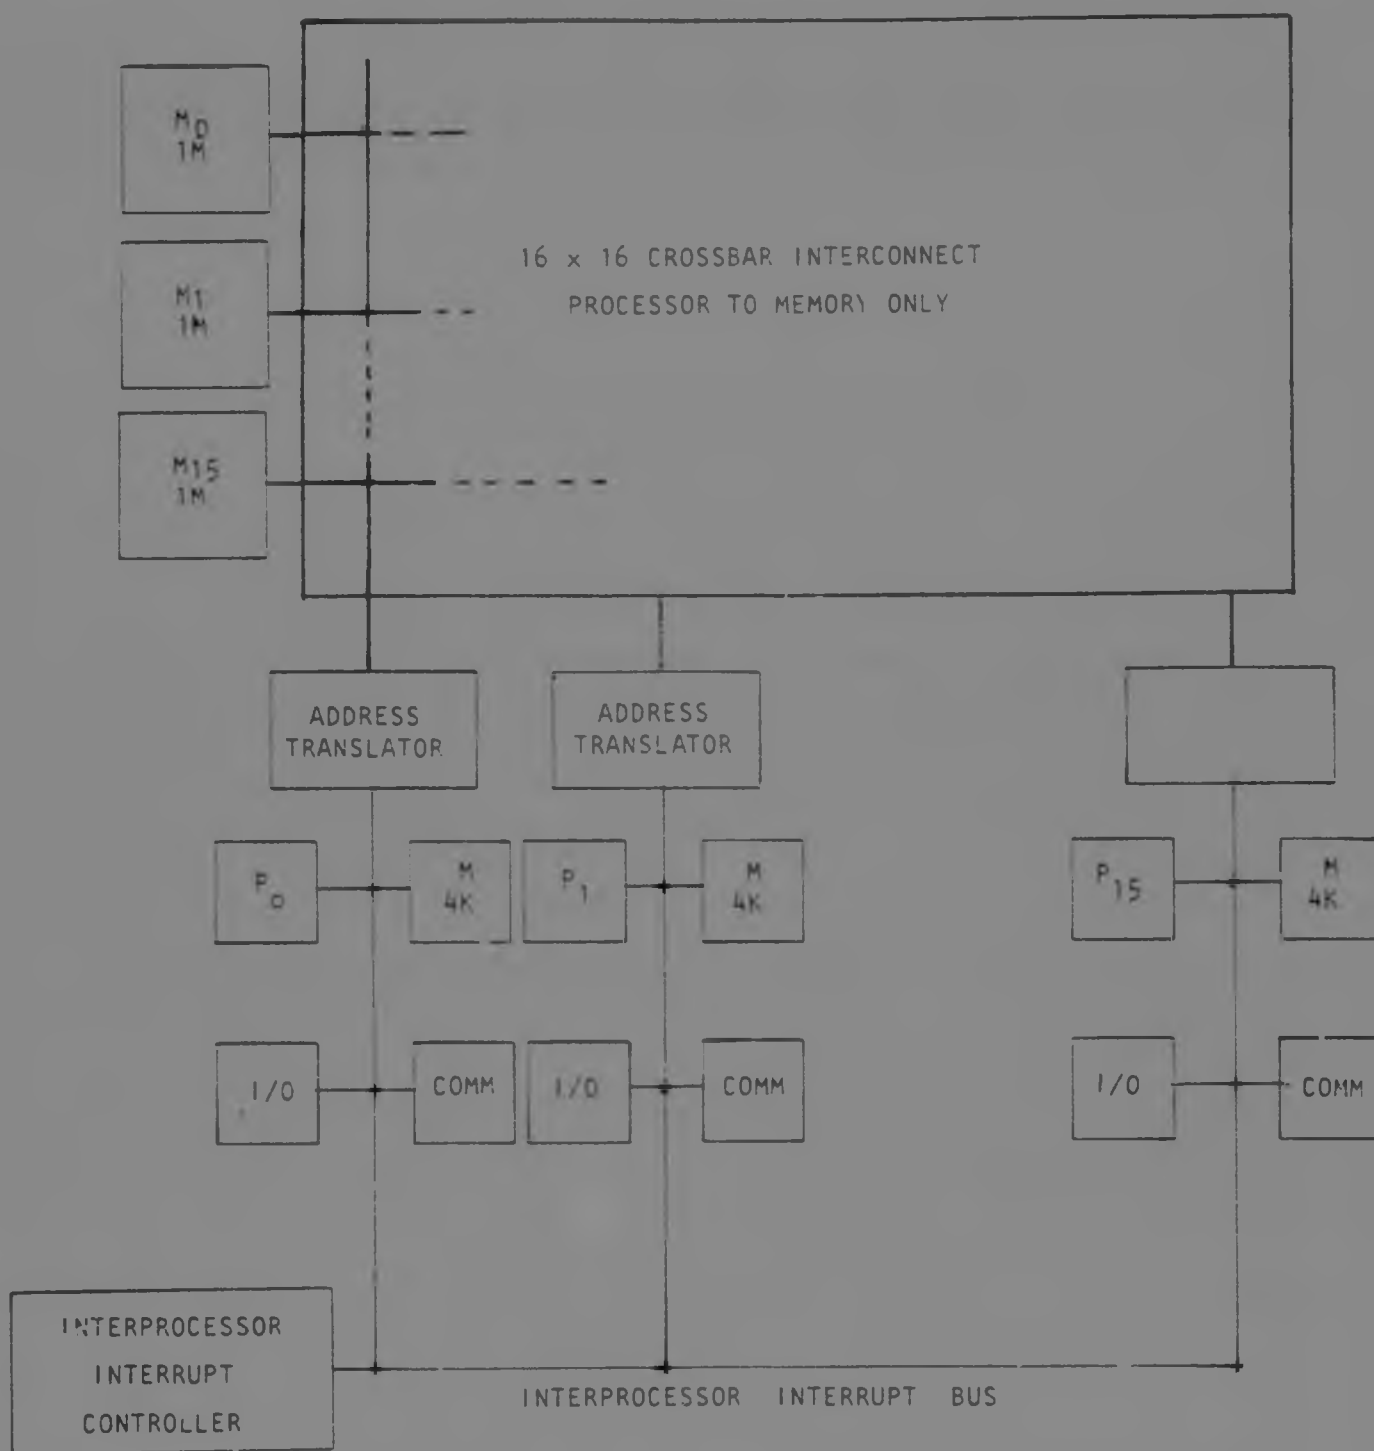 M0
1M
16 x 16 CROSSBAR INTERCONNECT
PROCESSOR TO MEMORY ONLY
M1
1M
M15
1M
ADDRESS
TRANSLATOR
ADDRESS
TRANSLATOR
P0
M
4K
P1
M
4K
P15
M
4K
I/O
COMM
I/O
COMM
I/O
COMM
INTERPROCESSOR
INTERRUPT
CONTROLLER
INTERPROCESSOR INTERRUPT BUS